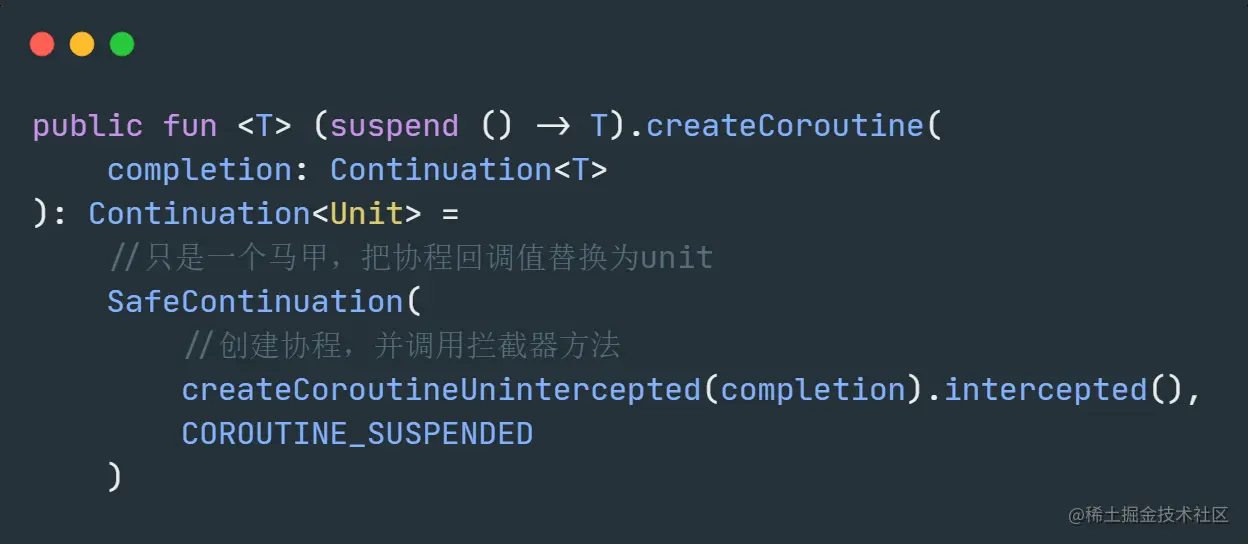 public fun <T> (suspend () -> T).createCoroutine(
    completion: Continuation<T>
): Continuation<Unit> =
    //只是一个马甲，把协程回调值替换为unit
    SafeContinuation(
        //创建协程，并调用拦截器方法
        createCoroutineUnintercepted(completion).intercepted(),
        COROUTINE_SUSPENDED
    )
@稀土掘金技术社区